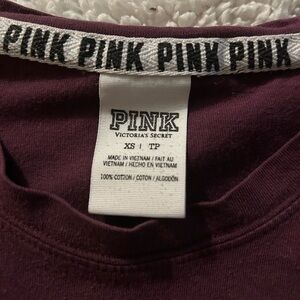 PINK PINK PINK PINK
PINK
VICTORIA'S SECRET
XS | TP
MADE IN VIETNAM / FAIT AU
VIETNAM / HECHO EN VIETNAM
100% COTTON / COTON / ALGODÓN